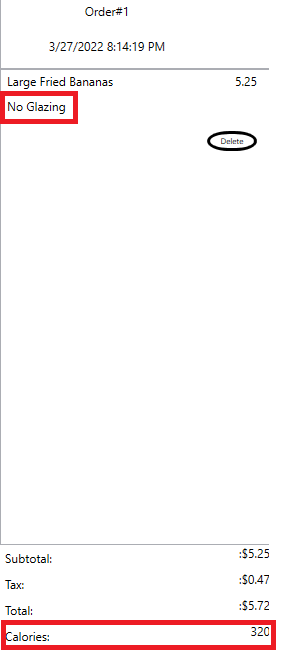 Order#1
3/27/2022 8:14:19 PM
Large Fried Bananas 5.25
No Glazing
Delete
Subtotal: :$5.25
Tax: :$0.47
Total: :$5.72
Calories: 320